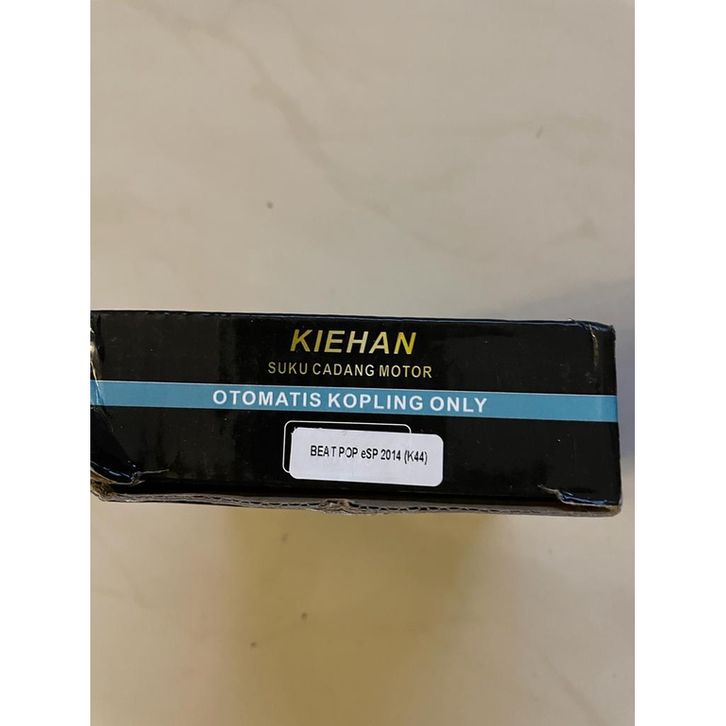 KIEHAN
SUKU CADANG MOTOR
OTOMATIS KOPLING ONLY
BEAT POP eSP 2014 (K44)